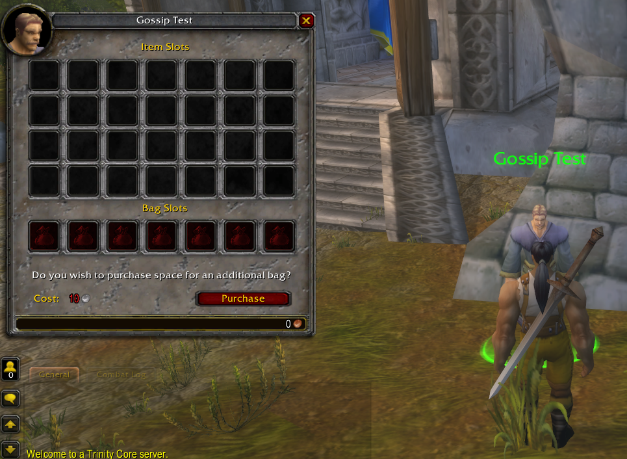 Gossip Test
Item Slots
Gossip Test
Bag Slots
Do you wish to purchase space for an additional bag?
Cost: 10
Purchase
0
0
General
Welcome to a Trinity Core server.